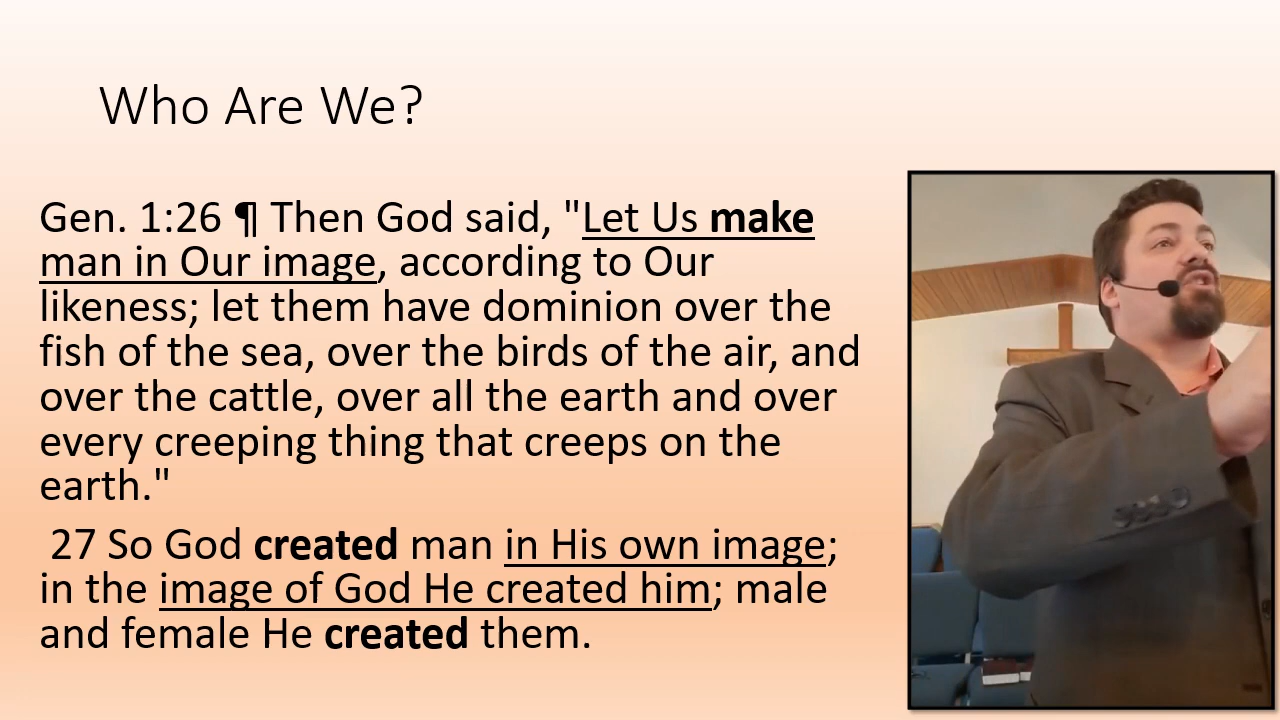 Who Are We?
Gen. 1:26 ¶ Then God said, "Let Us make
man in Our image, according to Our
likeness; let them have dominion over the
fish of the sea, over the birds of the air, and
over the cattle, over all the earth and over
every creeping thing that creeps on the
earth."
27 So God created man in His own image;
in the image of God He created him; male
and female He created them.